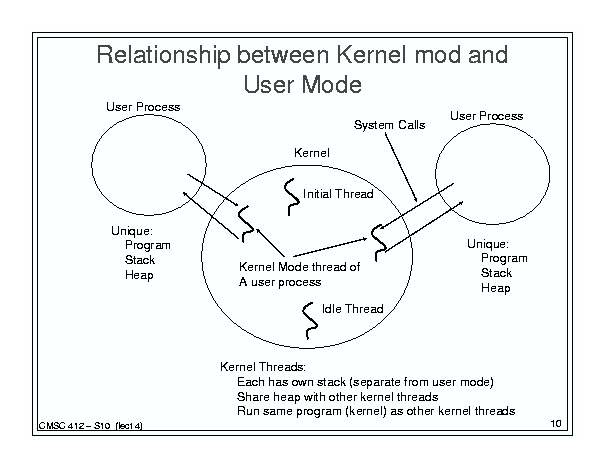 Relationship between Kernel mod and
User Mode
User Process
System Calls
User Process
Kernel
Initial Thread
Unique:
Program
Stack
Heap
Kernel Mode thread of
A user process
Unique:
Program
Stack
Heap
Idle Thread
Kernel Threads:
Each has own stack (separate from user mode)
Share heap with other kernel threads
Run same program (kernel) as other kernel threads
CMSC 412 – S10 (lect 4)
10